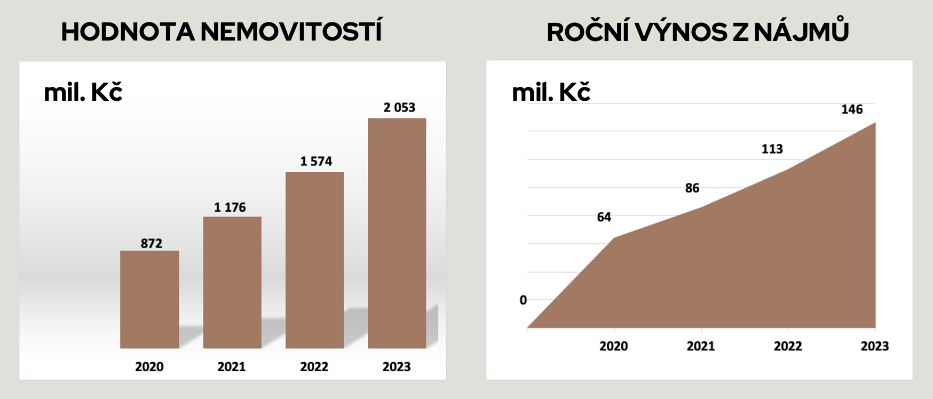 HODNOTA NEMOVITOSTÍ
mil. Kč
2 053
1 574
1 176
872
2020 2021 2022 2023
ROČNÍ VÝNOS Z NÁJMŮ
mil. Kč
146
113
86
64
0
2020 2021 2022 2023